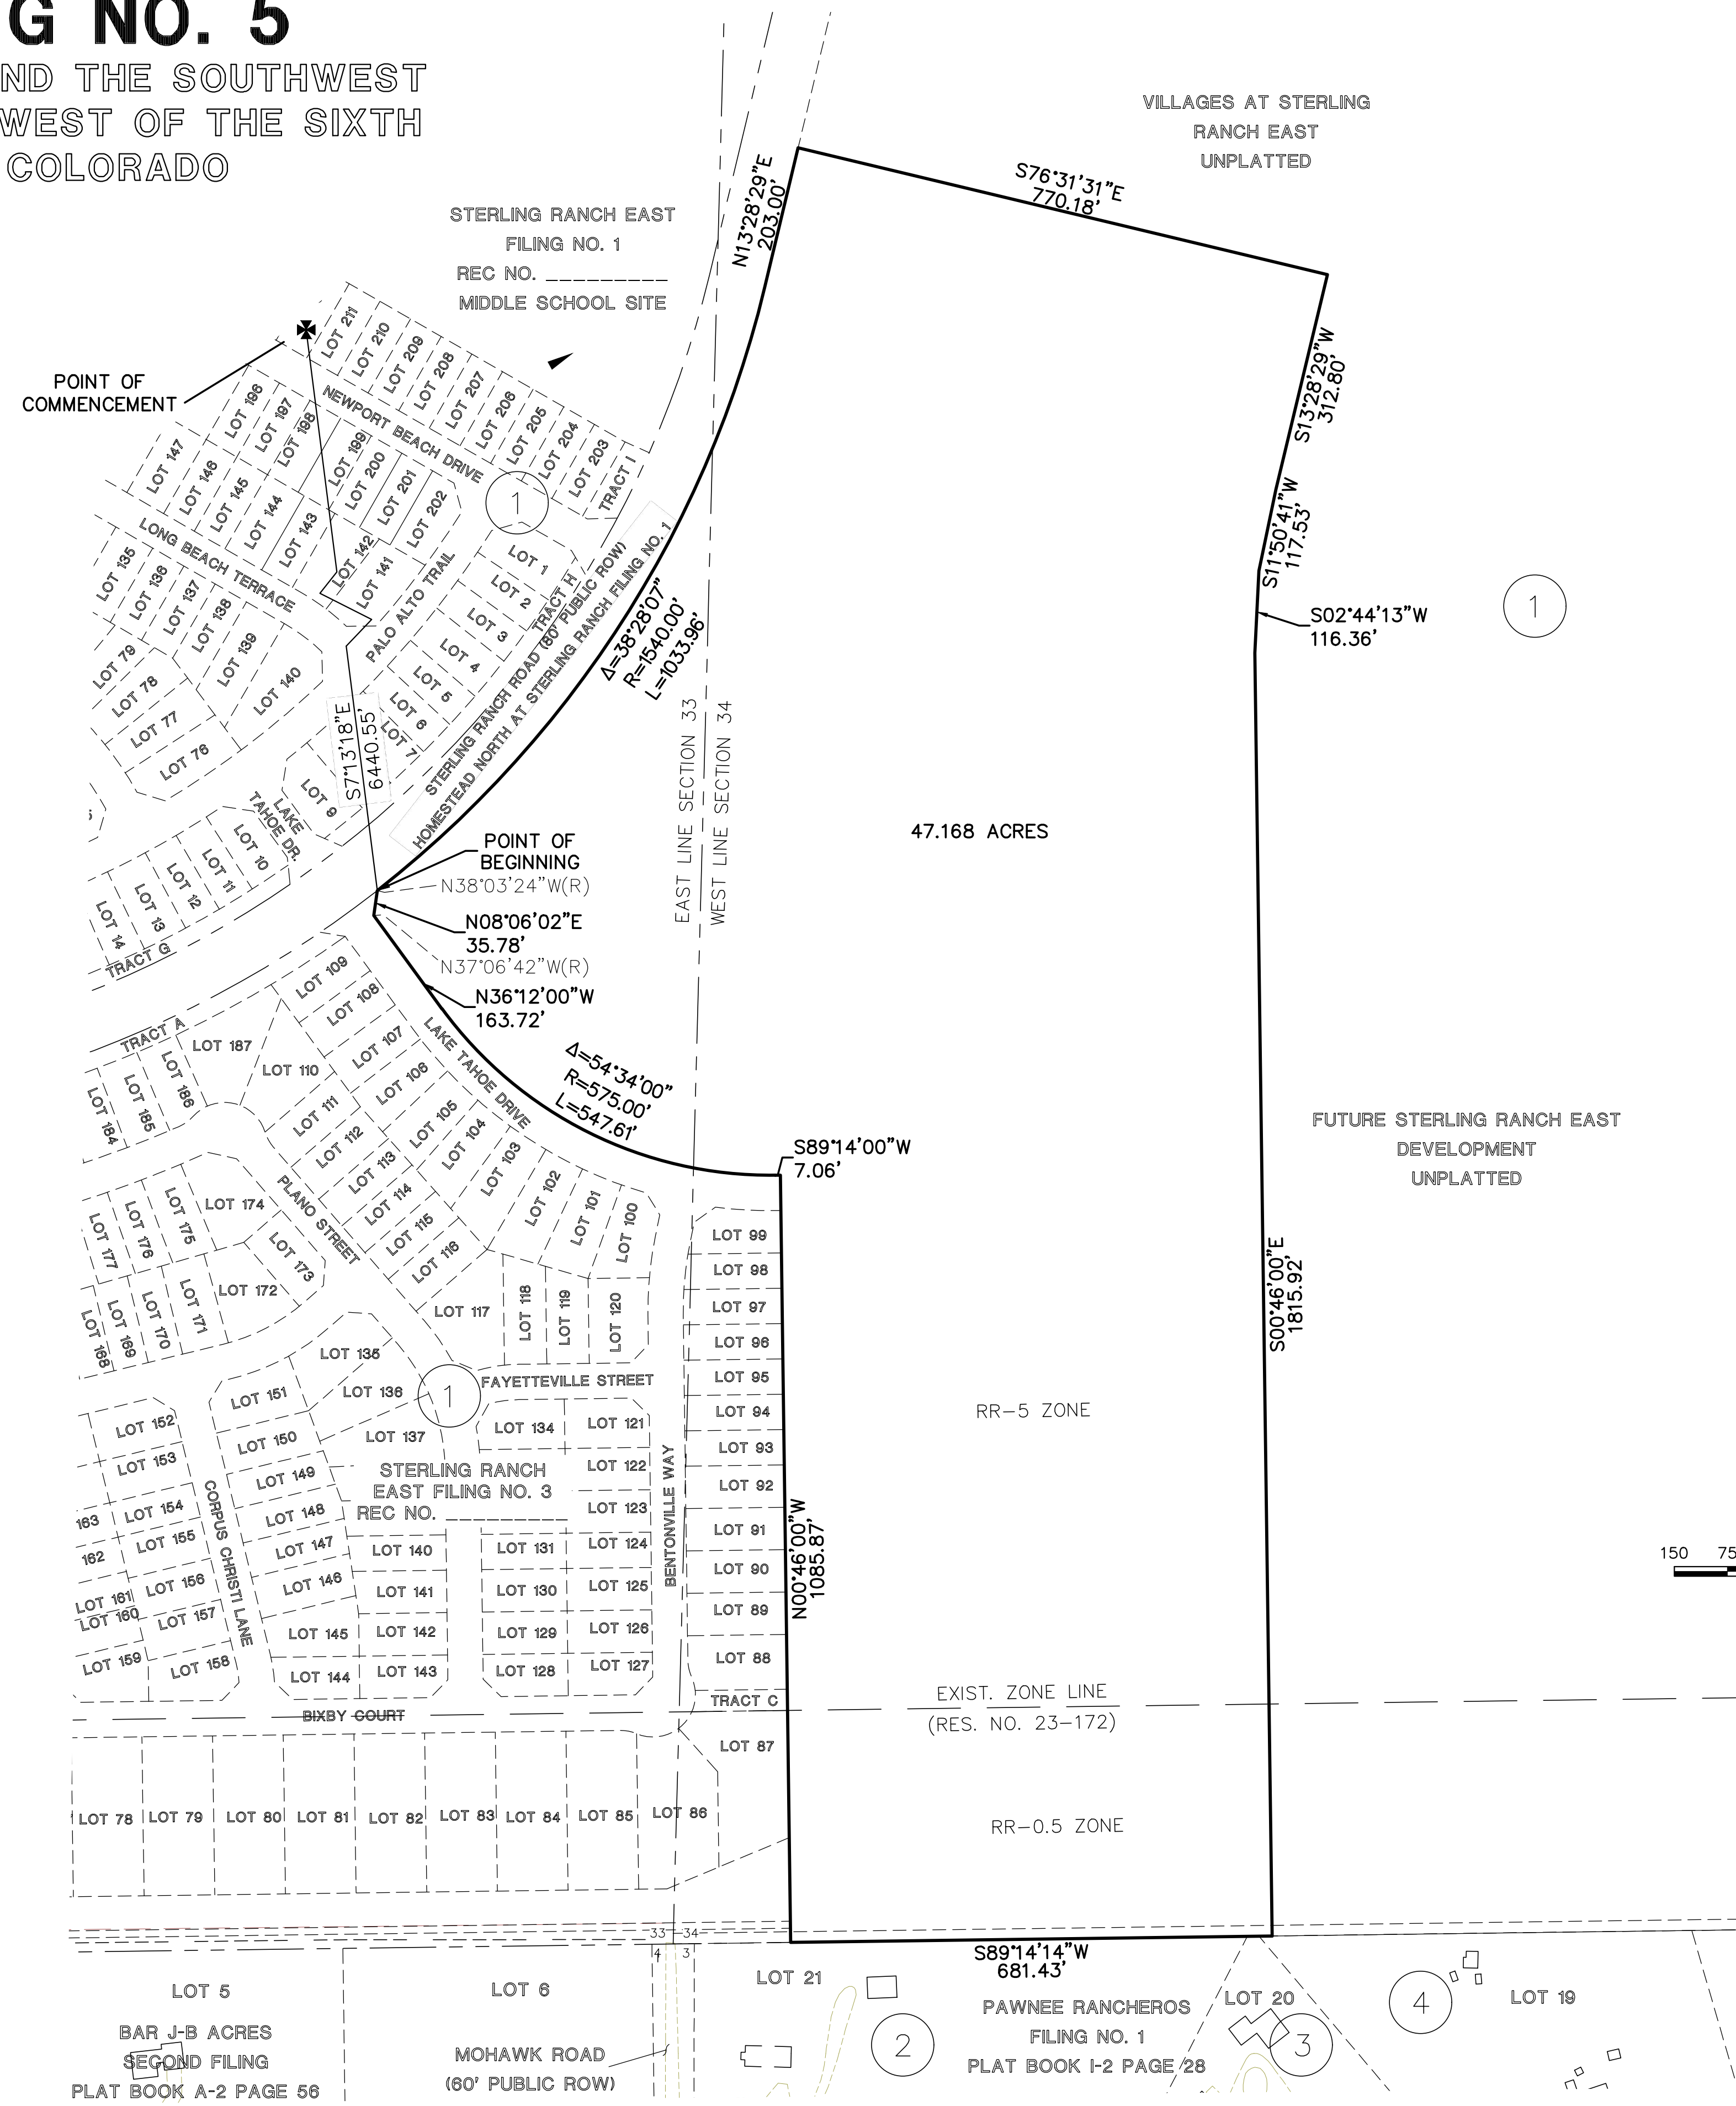 G NO. 5
ND THE SOUTHWEST
WEST OF THE SIXTH
COLORADO
VILLAGES AT STERLING
RANCH EAST
UNPLATTED
STERLING RANCH EAST
FILING NO. 1
REC NO. __________
MIDDLE SCHOOL SITE
N13°28'29"E
203.00'
S76°31'31"E
770.18'
S13°28'29"W
312.80'
S11°50'41"W
117.53'
S02°44'13"W
116.36'
1
POINT OF
COMMENCEMENT
LOT 211
LOT 210
LOT 209
LOT 208
LOT 207
LOT 206
LOT 205
LOT 204
LOT 203
TRACT I
NEWPORT BEACH DRIVE
LOT 196
LOT 197
LOT 198
LOT 199
LOT 200
LOT 201
LOT 202
1
LOT 147
LOT 146
LOT 145
LOT 144
LOT 143
LOT 142
LOT 141
LONG BEACH TERRACE
PALO ALTO TRAIL
LOT 135
LOT 136
LOT 137
LOT 138
LOT 139
LOT 140
LOT 79
LOT 78
LOT 77
LOT 76
LOT 1
LOT 2
LOT 3
LOT 4
LOT 5
LOT 6
LOT 7
TRACT H
STERLING RANCH ROAD (80' PUBLIC ROW)
HOMESTEAD NORTH AT STERLING RANCH FILING NO. 1
Δ=38°28'07"
R=1540.00'
L=1033.96'
S7°13'18"E
6440.55'
LOT 9
LAKE
TAHOE DR.
LOT 10
LOT 11
LOT 12
LOT 13
LOT 14
TRACT G
EAST LINE SECTION 33
WEST LINE SECTION 34
47.168 ACRES
POINT OF
BEGINNING
N38°03'24"W(R)
N08°06'02"E
35.78'
N37°06'42"W(R)
N36°12'00"W
163.72'
Δ=54°34'00"
R=575.00'
L=547.61'
S89°14'00"W
7.06'
LAKE TAHOE DRIVE
LOT 109
LOT 108
LOT 107
LOT 106
LOT 105
LOT 104
LOT 103
LOT 102
LOT 101
LOT 100
TRACT A
LOT 187
LOT 186
LOT 185
LOT 184
LOT 110
LOT 111
LOT 112
LOT 113
LOT 114
LOT 115
LOT 116
LOT 117
LOT 118
LOT 119
LOT 120
PLANO STREET
LOT 174
LOT 175
LOT 176
LOT 177
LOT 173
LOT 172
LOT 171
LOT 170
LOT 169
LOT 168
FUTURE STERLING RANCH EAST
DEVELOPMENT
UNPLATTED
LOT 99
LOT 98
LOT 97
LOT 96
LOT 95
LOT 94
LOT 93
LOT 92
LOT 91
LOT 90
LOT 89
LOT 88
TRACT C
LOT 87
S00°46'00"E
1815.92'
N00°46'00"W
1085.87'
RR-5 ZONE
LOT 135
LOT 136
LOT 137
1
FAYETTEVILLE STREET
LOT 134
LOT 121
LOT 122
LOT 123
LOT 124
LOT 125
LOT 126
LOT 127
BENTONVILLE WAY
STERLING RANCH
EAST FILING NO. 3
REC NO. __________
LOT 151
LOT 150
LOT 149
LOT 148
LOT 147
LOT 146
LOT 145
LOT 144
LOT 140
LOT 141
LOT 142
LOT 143
LOT 131
LOT 130
LOT 129
LOT 128
CORPUS CHRISTI LANE
LOT 152
LOT 153
LOT 154
LOT 155
LOT 156
LOT 157
LOT 158
163
162
LOT 161
LOT 160
LOT 159
150 75
EXIST. ZONE LINE
(RES. NO. 23-172)
BIXBY COURT
RR-0.5 ZONE
LOT 78
LOT 79
LOT 80
LOT 81
LOT 82
LOT 83
LOT 84
LOT 85
LOT 86
33 34
4 3
S89°14'14"W
681.43'
LOT 5
LOT 6
LOT 21
LOT 20
LOT 19
BAR J-B ACRES
SECOND FILING
PLAT BOOK A-2 PAGE 56
MOHAWK ROAD
(60' PUBLIC ROW)
2
PAWNEE RANCHEROS
FILING NO. 1
PLAT BOOK I-2 PAGE 28
3
4